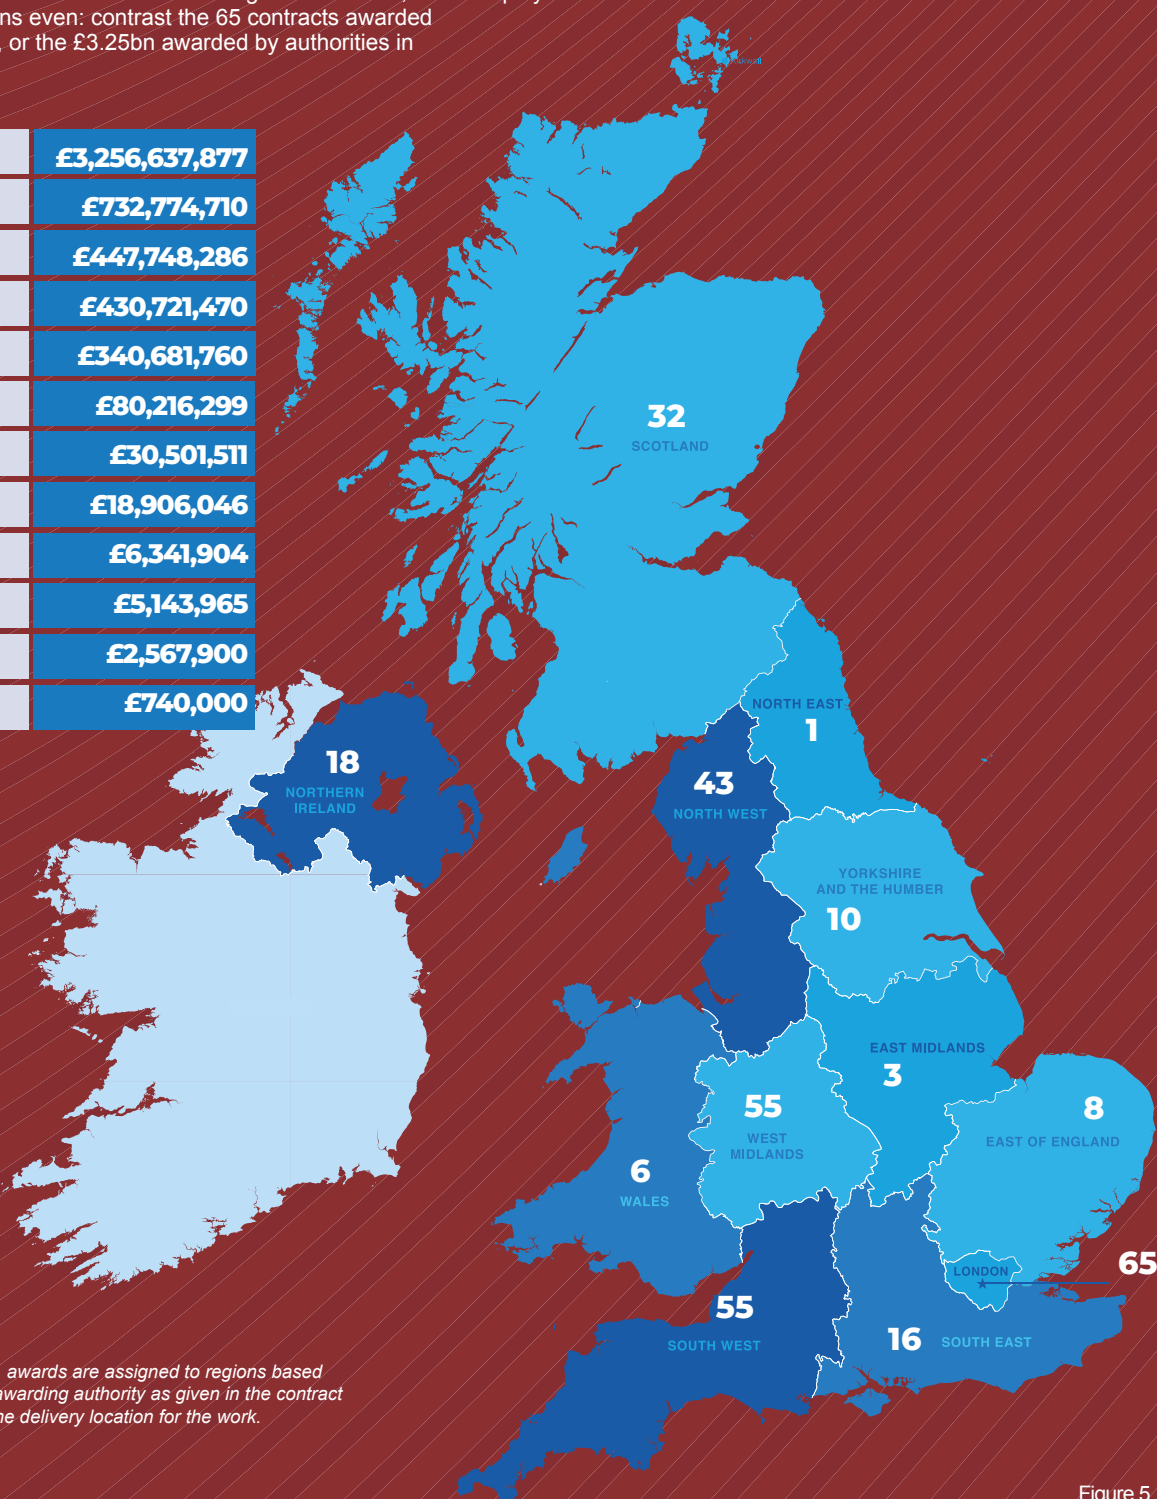 ns even: contrast the 65 contracts awarded
, or the £3.25bn awarded by authorities in
£3,256,637,877
£732,774,710
£447,748,286
£430,721,470
£340,681,760
£80,216,299
£30,501,511
£18,906,046
£6,341,904
£5,143,965
£2,567,900
£740,000
32
SCOTLAND
NORTH EAST
1
18
NORTHERN
IRELAND
43
NORTH WEST
YORKSHIRE
AND THE HUMBER
10
EAST MIDLANDS
3
55
WEST
MIDLANDS
8
EAST OF ENGLAND
6
WALES
LONDON
65
55
SOUTH WEST
16
SOUTH EAST
awards are assigned to regions based
awarding authority as given in the contract
ne delivery location for the work.
Figure 5